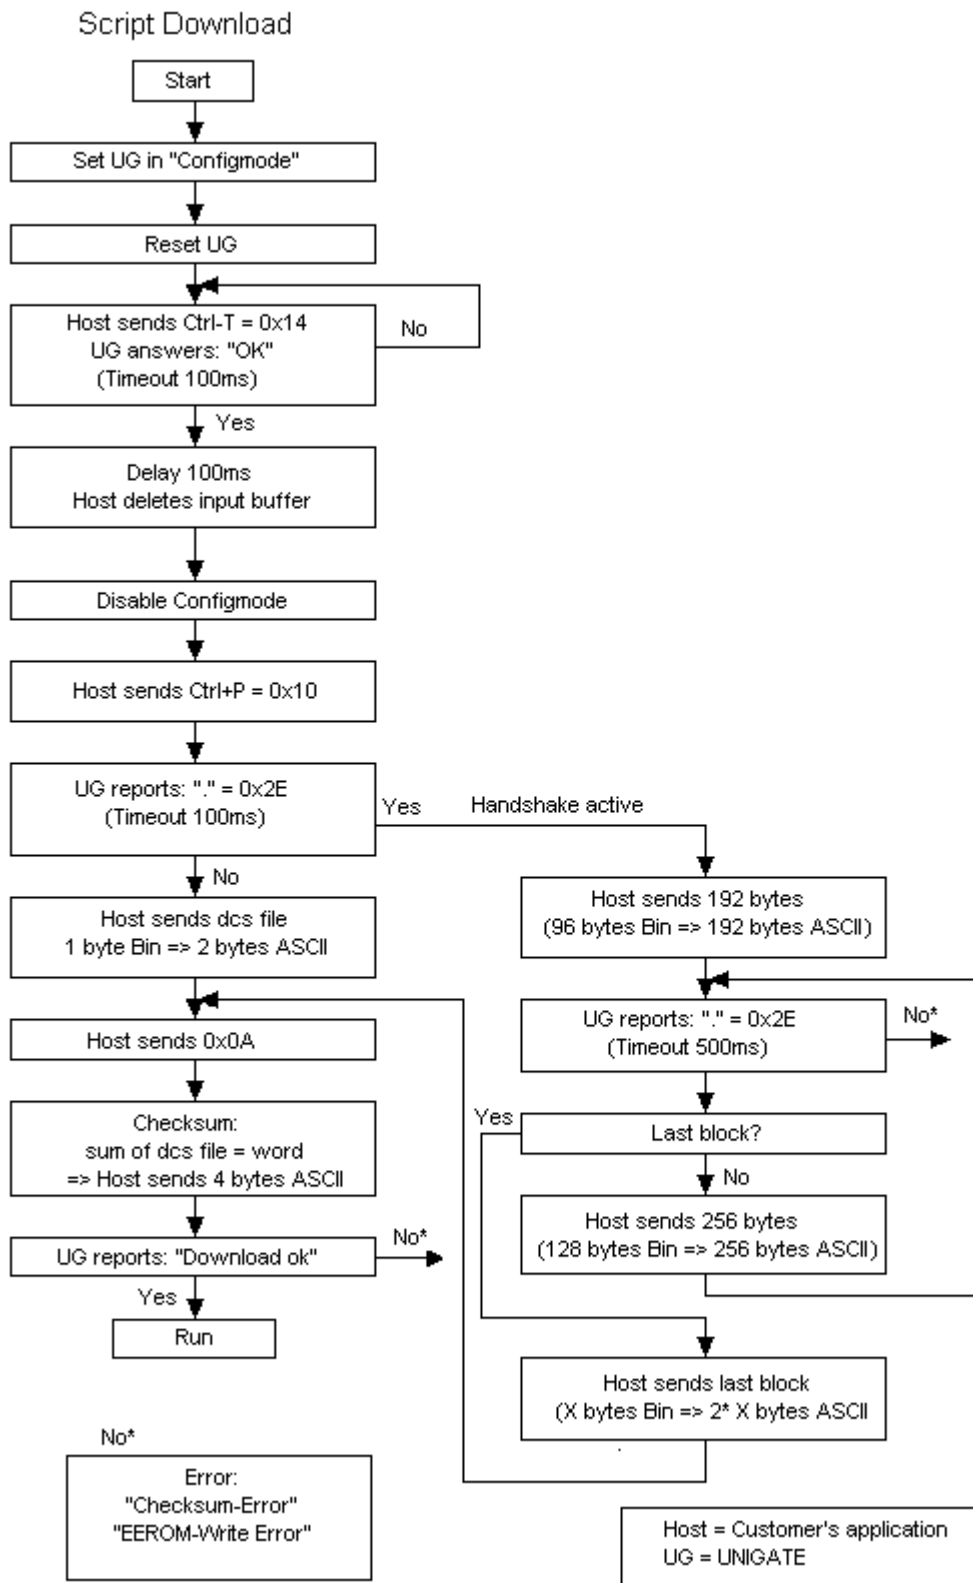 Script Download
Start
Set UG in "Configmode"
Reset UG
Host sends Ctrl-T = 0x14
UG answers: "OK"
(Timeout 100ms)
No
Yes
Delay 100ms
Host deletes input buffer
Disable Configmode
Host sends Ctrl+P = 0x10
UG reports: "." = 0x2E
(Timeout 100ms)
Yes
Handshake active
No
Host sends dcs file
1 byte Bin => 2 bytes ASCII
Host sends 192 bytes
(96 bytes Bin => 192 bytes ASCII)
Host sends 0x0A
UG reports: "." = 0x2E
(Timeout 500ms)
No*
Checksum:
sum of dcs file = word
=> Host sends 4 bytes ASCII
Yes
Last block?
No
Host sends 256 bytes
(128 bytes Bin => 256 bytes ASCII)
UG reports: "Download ok"
No*
Yes
Run
Host sends last block
(X bytes Bin => 2* X bytes ASCII
No*
Error:
"Checksum-Error"
"EEROM-Write Error"
Host = Customer's application
UG = UNIGATE